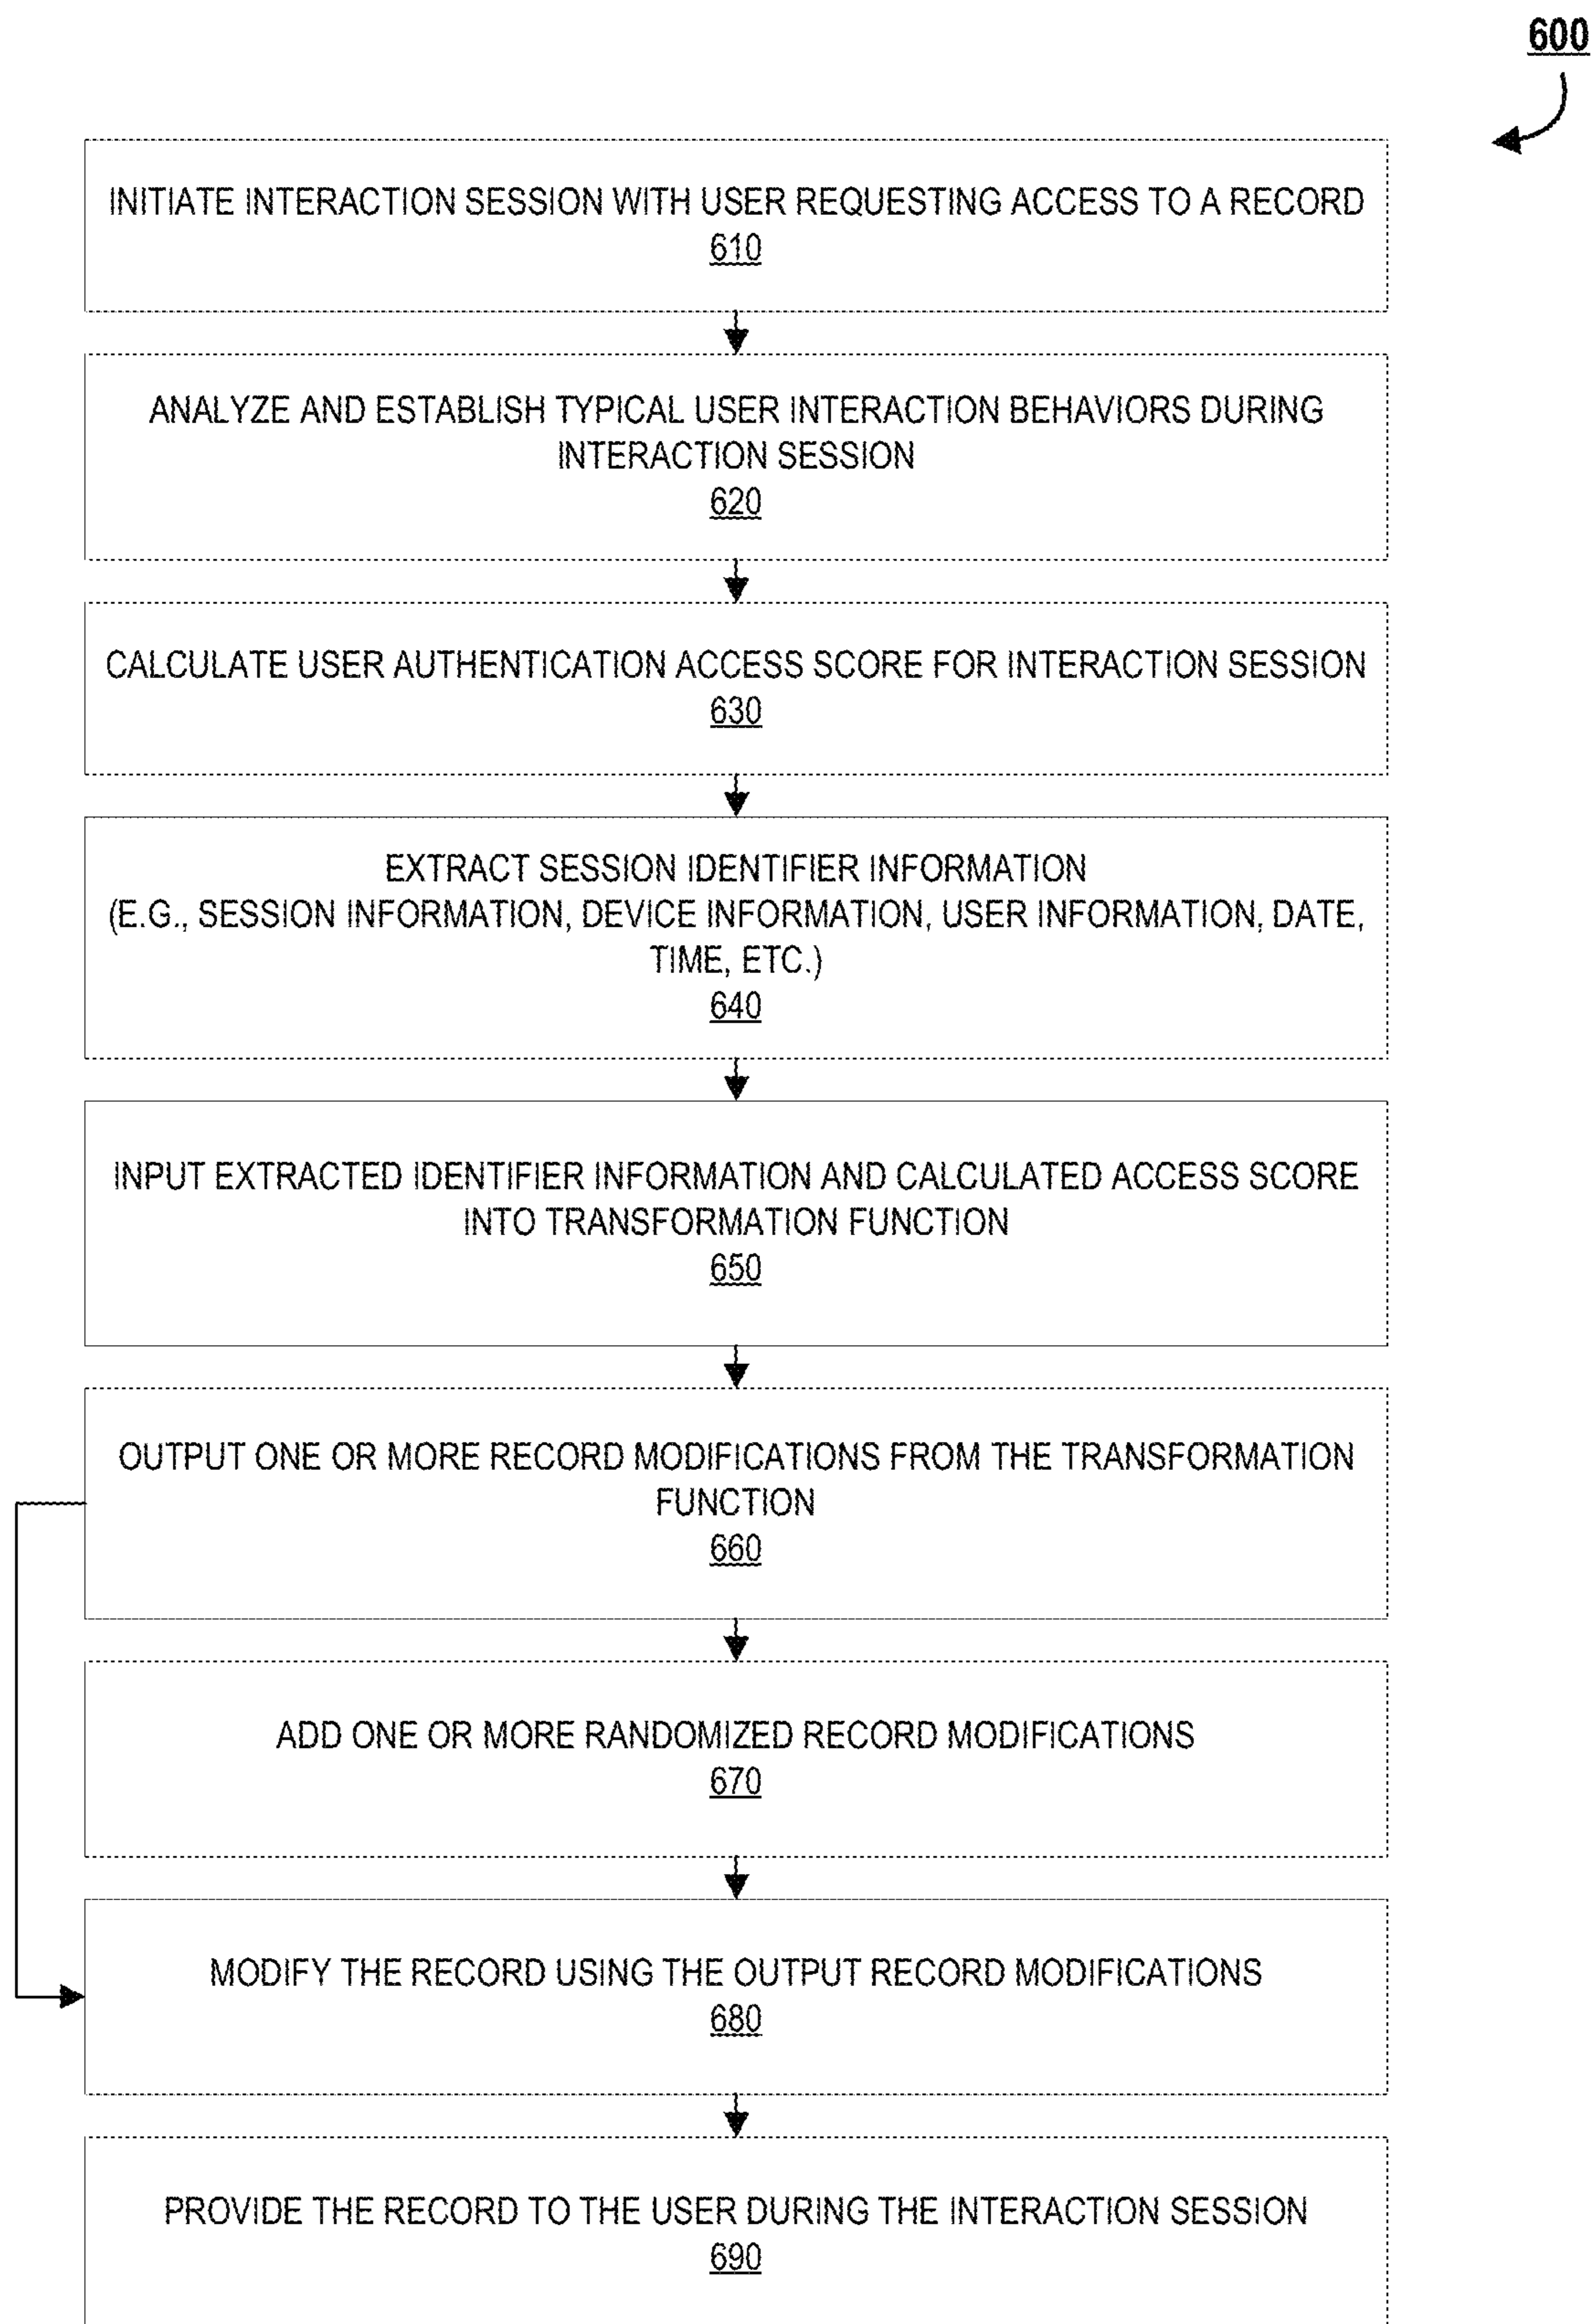 600
INITIATE INTERACTION SESSION WITH USER REQUESTING ACCESS TO A RECORD
610
ANALYZE AND ESTABLISH TYPICAL USER INTERACTION BEHAVIORS DURING
INTERACTION SESSION
620
CALCULATE USER AUTHENTICATION ACCESS SCORE FOR INTERACTION SESSION
630
EXTRACT SESSION IDENTIFIER INFORMATION
(E.G., SESSION INFORMATION, DEVICE INFORMATION, USER INFORMATION, DATE,
TIME, ETC.)
640
INPUT EXTRACTED IDENTIFIER INFORMATION AND CALCULATED ACCESS SCORE
INTO TRANSFORMATION FUNCTION
650
OUTPUT ONE OR MORE RECORD MODIFICATIONS FROM THE TRANSFORMATION
FUNCTION
660
ADD ONE OR MORE RANDOMIZED RECORD MODIFICATIONS
670
MODIFY THE RECORD USING THE OUTPUT RECORD MODIFICATIONS
680
PROVIDE THE RECORD TO THE USER DURING THE INTERACTION SESSION
690